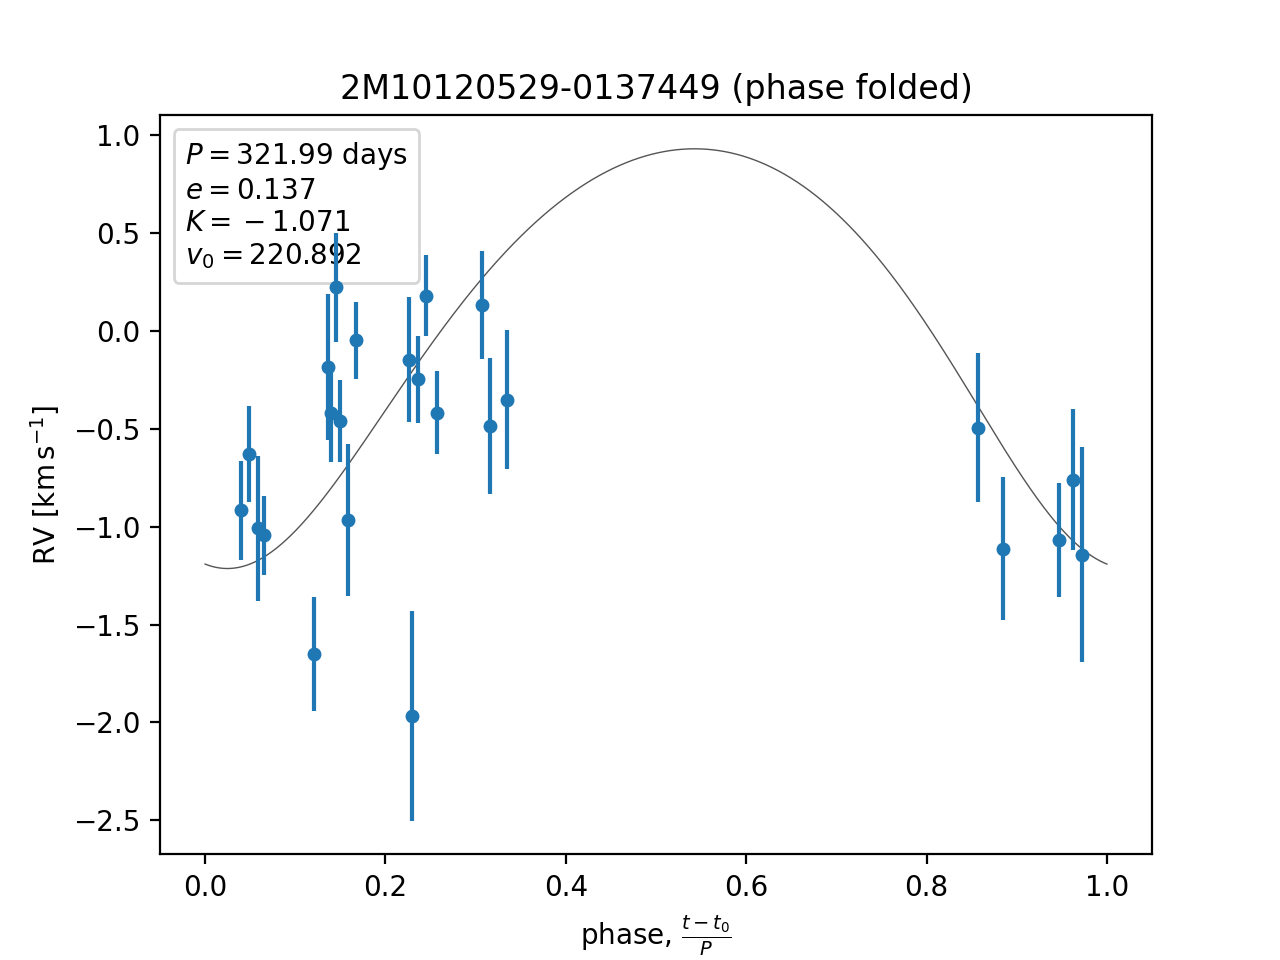 2M10120529-0137449 (phase folded)
P = 321.99 days
e = 0.137
K = −1.071
v₀ = 220.892
RV [km s⁻¹]
1.0
0.5
0.0
−0.5
−1.0
−1.5
−2.0
−2.5
0.0 0.2 0.4 0.6 0.8 1.0
phase, (t − t₀)/P